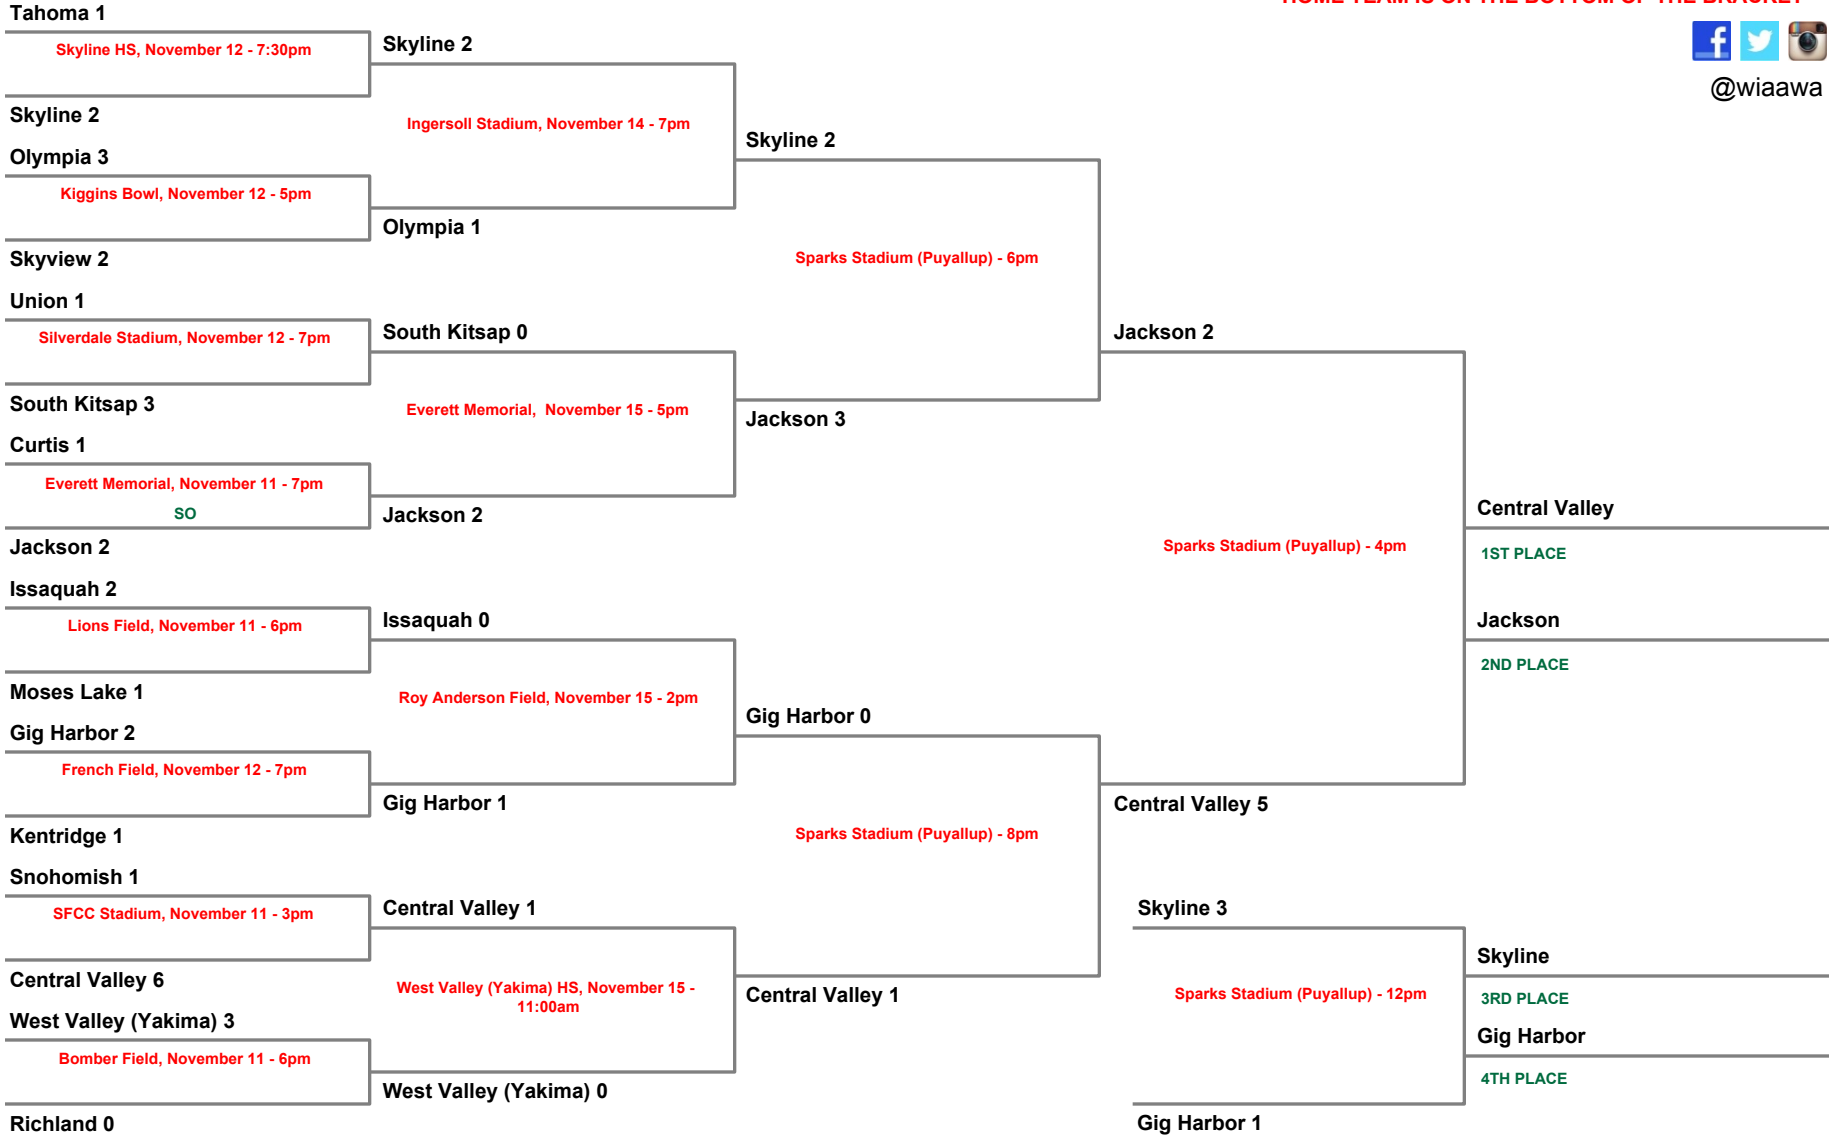 HOME TEAM IS ON THE BOTTOM OF THE BRACKET
@wiaawa
Tahoma 1
Skyline HS, November 12 - 7:30pm
Skyline 2
Olympia 3
Kiggins Bowl, November 12 - 5pm
Skyview 2
Union 1
Silverdale Stadium, November 12 - 7pm
South Kitsap 3
Curtis 1
Everett Memorial, November 11 - 7pm
SO
Jackson 2
Issaquah 2
Lions Field, November 11 - 6pm
Moses Lake 1
Gig Harbor 2
French Field, November 12 - 7pm
Kentridge 1
Snohomish 1
SFCC Stadium, November 11 - 3pm
Central Valley 6
West Valley (Yakima) 3
Bomber Field, November 11 - 6pm
Richland 0
Skyline 2
Ingersoll Stadium, November 14 - 7pm
Olympia 1
South Kitsap 0
Everett Memorial,  November 15 - 5pm
Jackson 2
Issaquah 0
Roy Anderson Field, November 15 - 2pm
Gig Harbor 1
Central Valley 1
West Valley (Yakima) HS, November 15 -
11:00am
West Valley (Yakima) 0
Skyline 2
Sparks Stadium (Puyallup) - 6pm
Jackson 3
Gig Harbor 0
Sparks Stadium (Puyallup) - 8pm
Central Valley 1
Jackson 2
Sparks Stadium (Puyallup) - 4pm
Central Valley 5
Skyline 3
Sparks Stadium (Puyallup) - 12pm
Gig Harbor 1
Central Valley
1ST PLACE
Jackson
2ND PLACE
Skyline
3RD PLACE
Gig Harbor
4TH PLACE